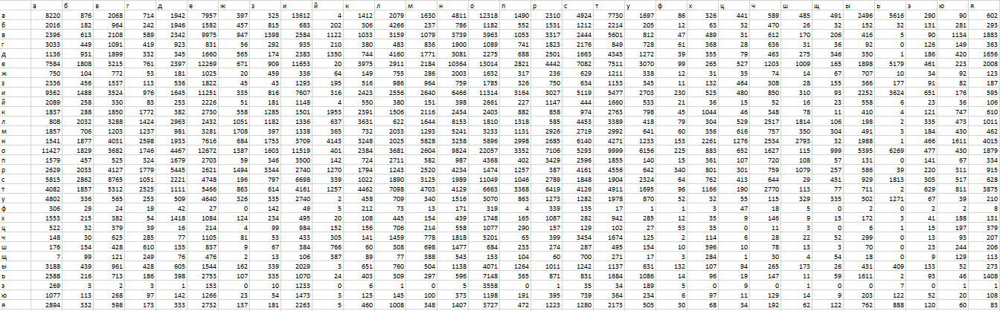 а б в г д е ж з и й к л м н о п р с т у ф х ц ч ш щ ы ь э ю я
а 8220 876 2068 714 1942 7957 397 325 13612 4 1412 2079 1630 4811 12318 1490 2310 4924 7730 1697 86 326 441 589 485 491 2496 5616 290 90 602
б 2016 182 964 242 1946 1582 457 815 683 202 306 4266 237 786 1182 552 1531 1212 2214 205 12 63 32 470 26 32 152 32 131 281 293
в 2396 613 2108 589 2342 9975 947 1398 2584 1122 1033 3159 1079 3739 3963 1053 3317 2444 5601 812 47 489 31 612 170 206 416 5 90 1134 1883
г 3033 449 1091 419 923 831 56 292 935 210 380 483 836 1900 1089 741 1823 2176 849 728 61 368 28 636 31 36 92 0 126 149 363
д 1136 931 1899 332 345 1660 565 174 2383 1350 744 4160 1771 3081 2275 688 2501 1663 4345 1272 39 355 79 463 275 346 350 1 186 420 1656
е 7584 1808 3215 761 2397 12269 671 909 11653 20 3975 2911 2184 10364 13014 2821 4442 7082 7511 3070 99 265 527 1203 1009 165 1898 5179 461 223 2008
ж 750 104 772 53 181 1025 20 459 336 64 149 755 286 2003 1632 317 236 629 1211 338 12 31 35 74 14 67 707 10 34 92 123
з 2336 456 1537 113 536 1822 45 43 1293 195 516 986 964 759 1785 326 750 634 1153 345 11 132 464 308 28 155 366 177 91 82 187
и 9362 1488 3524 976 1645 11251 335 816 7607 316 2423 2556 2640 6466 11314 3164 3027 5119 5477 2703 230 525 480 850 310 93 2252 3624 651 176 595
й 2089 258 330 83 253 2226 51 181 1148 4 550 380 151 398 2661 227 1147 444 1660 533 21 36 15 52 16 23 558 6 23 36 106
к 1837 288 1850 1772 382 2730 558 1285 1501 1953 2391 1506 2116 2434 2403 882 858 974 2763 798 45 1044 46 348 78 11 410 4 121 747 610
л 808 2032 3288 1424 2963 2432 1051 1182 1336 637 3631 622 1644 8153 1810 1318 585 4453 3389 418 79 304 529 2517 1814 106 198 2 335 473 1011
м 1857 706 1203 1237 981 3281 1708 397 1338 365 732 2033 1293 5241 3233 1131 2926 2719 2992 641 60 356 616 757 350 304 491 3 184 430 462
н 1541 1877 4031 2598 1933 7616 684 1753 3709 4143 3248 2025 5828 3258 5896 2998 2685 6140 4271 1233 153 2261 1276 2534 2793 32 1988 1 466 1611 4015
о 11427 1829 3682 1746 4467 12672 1387 1603 11519 401 2384 3681 2604 9824 22057 3352 7106 5293 9999 6156 225 883 652 1627 115 999 5395 6269 477 430 1879
п 1579 457 525 324 1679 2703 59 346 3500 142 724 2711 582 987 4368 402 3429 2596 1855 140 15 361 107 720 108 57 131 0 141 67 334
р 2629 2033 4127 1779 5445 2621 1494 3344 2740 1270 1794 1243 2520 4234 1474 1257 387 4161 4556 642 340 801 301 759 1079 257 586 39 220 311 915
с 5815 2862 8765 1051 2221 4748 196 797 6698 339 1022 1890 3125 1989 11049 1046 2789 1848 1904 2324 64 762 413 644 29 451 929 1813 305 517 628
т 4082 1857 5312 2525 1111 5466 863 614 4161 1257 4462 7098 4703 4129 6663 3368 6419 4126 4911 1695 96 1166 190 2770 113 77 711 2 629 811 3875
у 4802 336 565 253 509 4640 326 335 2740 2 458 709 340 1516 3070 863 1273 1282 1978 870 52 32 55 115 329 335 502 1271 67 39 210
ф 306 29 24 19 42 27 0 142 49 5 212 73 13 171 319 4 339 135 17 1 1 3 47 18 5 0 2 0 2 2 8
х 1553 215 382 54 1418 1084 124 234 495 20 108 445 154 439 1748 165 1087 282 942 285 12 35 9 146 9 15 172 3 41 188 131
ц 522 32 379 39 16 214 4 99 984 152 156 706 214 558 1077 290 157 129 102 27 53 35 0 11 3 0 6 1 15 197 379
ч 148 30 625 285 77 1105 81 53 433 305 141 1459 778 1818 5201 65 399 3454 1674 125 2 114 6 28 22 52 299 0 13 93 207
ш 176 154 428 610 135 837 9 67 384 766 60 308 698 1477 684 233 274 287 495 154 10 596 10 78 13 3 70 0 23 244 206
щ 7 99 121 249 76 476 2 13 106 387 89 77 388 543 153 104 60 700 271 17 3 284 1 30 4 54 18 0 9 129 113
ы 3188 439 961 428 605 1544 162 339 2029 3 651 760 504 1138 4071 1264 1011 1242 1137 631 132 107 94 265 173 26 431 409 133 52 273
ь 2588 216 713 186 398 2753 107 335 1070 24 403 309 297 596 7148 365 871 831 1684 1086 14 96 19 147 11 59 1611 2 93 46 1408
э 269 3 2 3 1 153 0 10 1233 0 6 1 0 5 3558 0 1 35 34 189 5 0 9 0 1 0 0 7 0 1 1
ю 1077 113 268 97 142 1266 23 54 1473 3 125 145 100 373 1198 191 395 739 364 234 6 97 11 129 14 9 223 12 52 20 108
я 2894 332 598 173 333 2732 137 181 2263 5 460 1008 348 1407 3727 472 1223 1280 2173 505 30 68 34 192 62 122 762 888 120 60 85